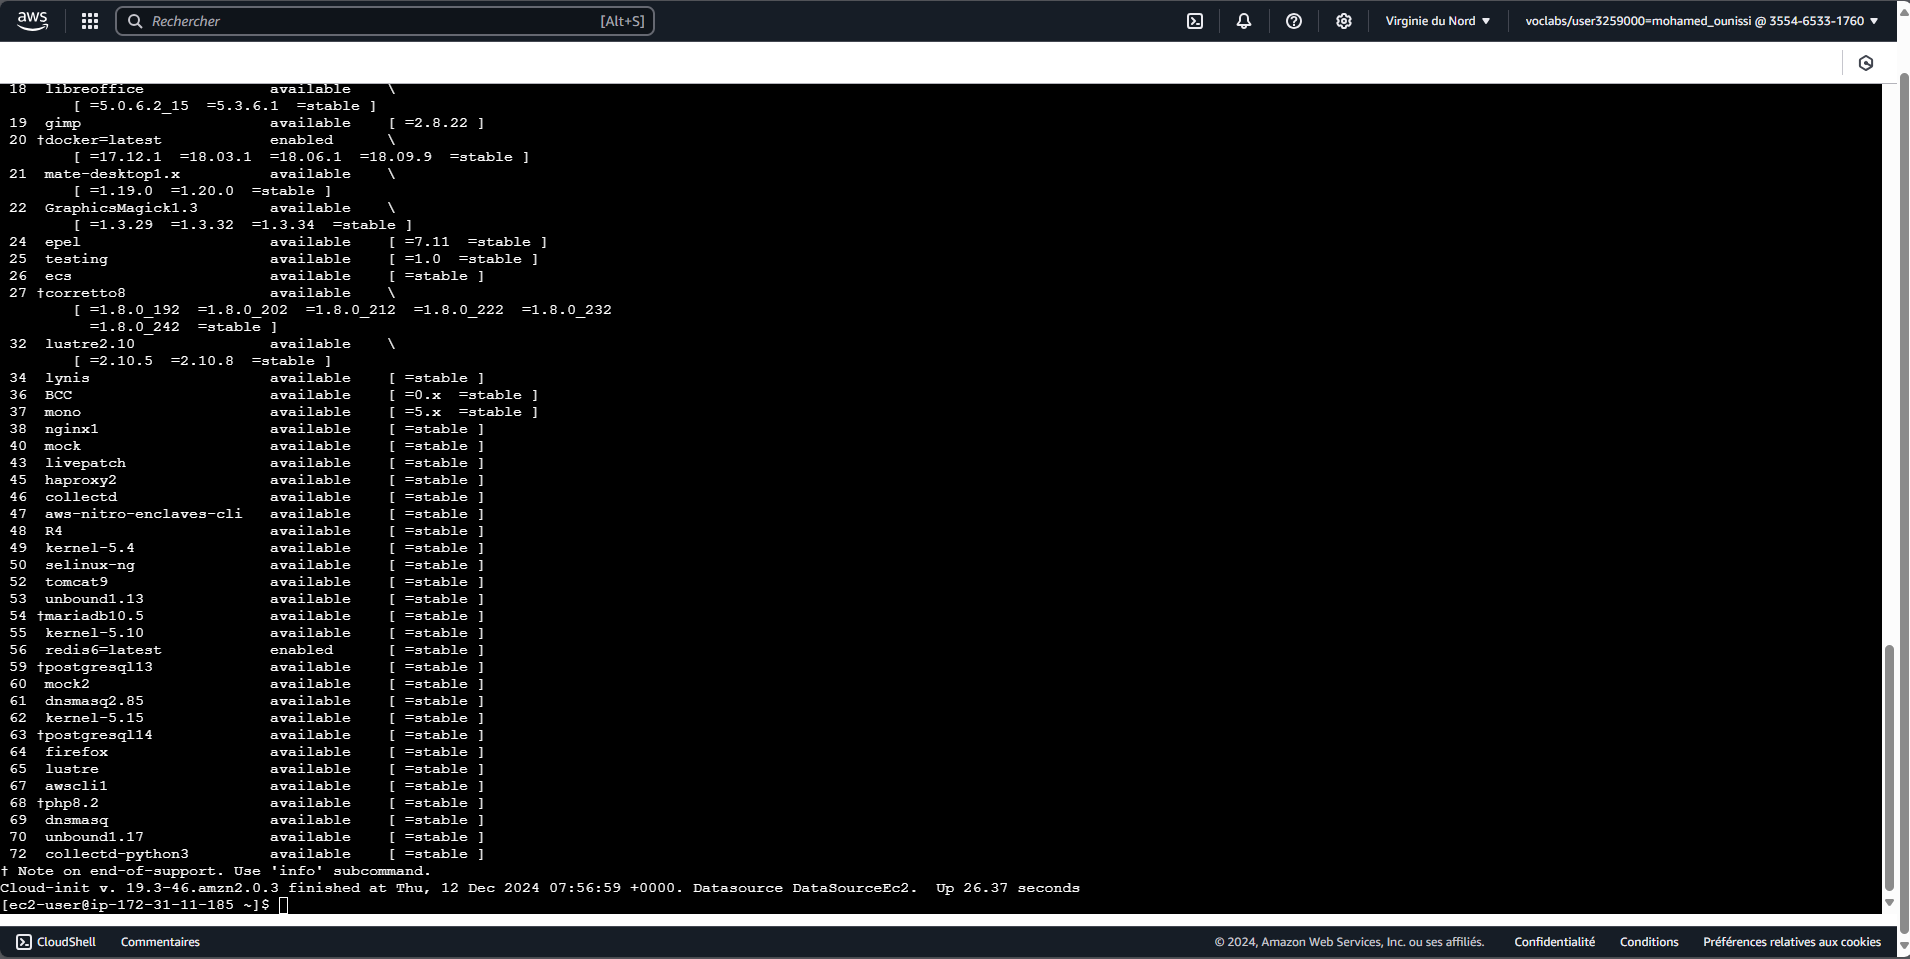 aws
Rechercher [Alt+S]
Virginie du Nord
voclabs/user3259000=mohamed_ounissi @ 3554-6533-1760
18  libreoffice              available    \
        [ =5.0.6.2_15  =5.3.6.1  =stable ]
19  gimp                     available    [ =2.8.22 ]
20 †docker=latest            enabled      \
        [ =17.12.1  =18.03.1  =18.06.1  =18.09.9  =stable ]
21  mate-desktop1.x          available    \
        [ =1.19.0  =1.20.0  =stable ]
22  GraphicsMagick1.3        available    \
        [ =1.3.29  =1.3.32  =1.3.34  =stable ]
24  epel                     available    [ =7.11  =stable ]
25  testing                  available    [ =1.0  =stable ]
26  ecs                      available    [ =stable ]
27 †corretto8                available    \
        [ =1.8.0_192  =1.8.0_202  =1.8.0_212  =1.8.0_222  =1.8.0_232
          =1.8.0_242  =stable ]
32  lustre2.10               available    \
        [ =2.10.5  =2.10.8  =stable ]
34  lynis                    available    [ =stable ]
36  BCC                      available    [ =0.x  =stable ]
37  mono                     available    [ =5.x  =stable ]
38  nginx1                   available    [ =stable ]
40  mock                     available    [ =stable ]
43  livepatch                available    [ =stable ]
45  haproxy2                 available    [ =stable ]
46  collectd                 available    [ =stable ]
47  aws-nitro-enclaves-cli   available    [ =stable ]
48  R4                       available    [ =stable ]
49  kernel-5.4               available    [ =stable ]
50  selinux-ng               available    [ =stable ]
52  tomcat9                  available    [ =stable ]
53  unbound1.13              available    [ =stable ]
54 †mariadb10.5              available    [ =stable ]
55  kernel-5.10              available    [ =stable ]
56  redis6=latest            enabled      [ =stable ]
59 †postgresql13             available    [ =stable ]
60  mock2                    available    [ =stable ]
61  dnsmasq2.85              available    [ =stable ]
62  kernel-5.15              available    [ =stable ]
63 †postgresql14             available    [ =stable ]
64  firefox                  available    [ =stable ]
65  lustre                   available    [ =stable ]
67  awscli1                  available    [ =stable ]
68 †php8.2                   available    [ =stable ]
69  dnsmasq                  available    [ =stable ]
70  unbound1.17              available    [ =stable ]
72  collectd-python3         available    [ =stable ]
† Note on end-of-support. Use 'info' subcommand.
Cloud-init v. 19.3-46.amzn2.0.3 finished at Thu, 12 Dec 2024 07:56:59 +0000. Datasource DataSourceEc2.  Up 26.37 seconds
[ec2-user@ip-172-31-11-185 ~]$
CloudShell Commentaires © 2024, Amazon Web Services, Inc. ou ses affiliés. Confidentialité Conditions Préférences relatives aux cookies